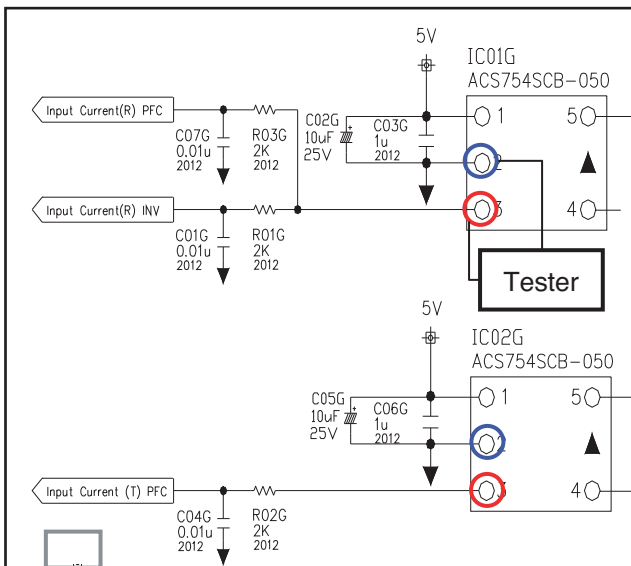 5V
IC01G
ACS754SCB-050
Input Current(R) PFC
C07G
0.01u
2012
R03G
2K
2012
C02G
10uF
25V
C03G
1u
2012
1
2
3
5
4
Input Current(R) INV
C01G
0.01u
2012
R01G
2K
2012
Tester
5V
IC02G
ACS754SCB-050
C05G
10uF
25V
C06G
1u
2012
1
2
3
5
4
Input Current (T) PFC
C04G
0.01u
2012
R02G
2K
2012